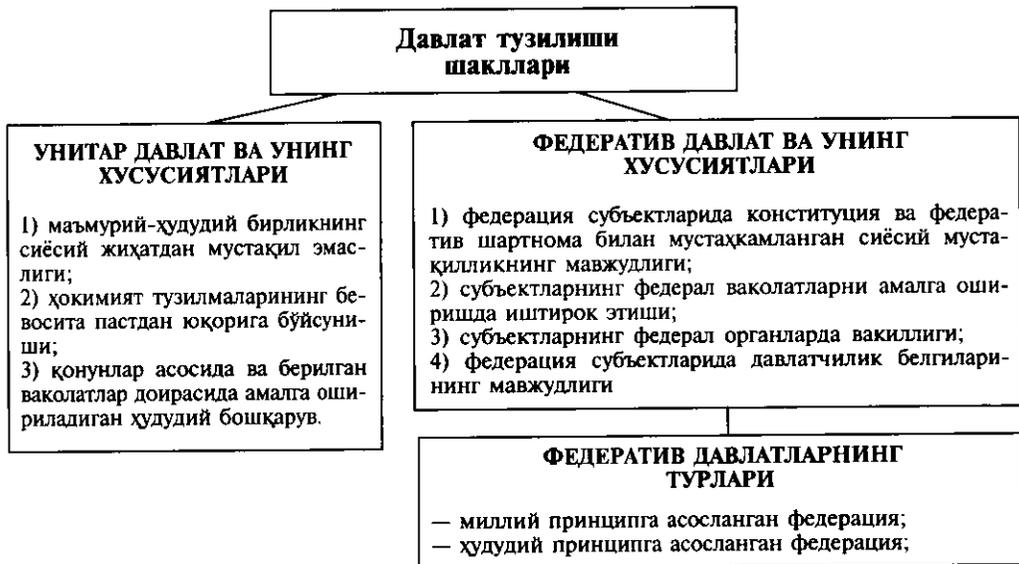 Давлат тузилиши
шакллари
УНИТАР ДАВЛАТ ВА УНИНГ
ХУСУСИЯТЛАРИ
1) маъмурий-ҳудудий бирликнинг
сиёсий жиҳатдан мустақил эмас-
лиги;
2) ҳокимият тузилмаларининг бе-
восита пастдан юқорига бўйсуни-
ши;
3) қонунлар асосида ва берилган
ваколатлар доирасида амалга оши-
риладиган ҳудудий бошқарув.
ФЕДЕРАТИВ ДАВЛАТ ВА УНИНГ
ХУСУСИЯТЛАРИ
1) федерация субъектларида конституция ва федера-
тив шартнома билан мустаҳкамланган сиёсий муста-
қилликнинг мавжудлиги;
2) субъектларнинг федерал ваколатларни амалга оши-
ришда иштирок этиши;
3) субъектларнинг федерал органларда вакиллиги;
4) федерация субъектларида давлатчилик белгилари-
нинг мавжудлиги
ФЕДЕРАТИВ ДАВЛАТЛАРНИНГ
ТУРЛАРИ
— миллий принципга асосланган федерация;
— ҳудудий принципга асосланган федерация;